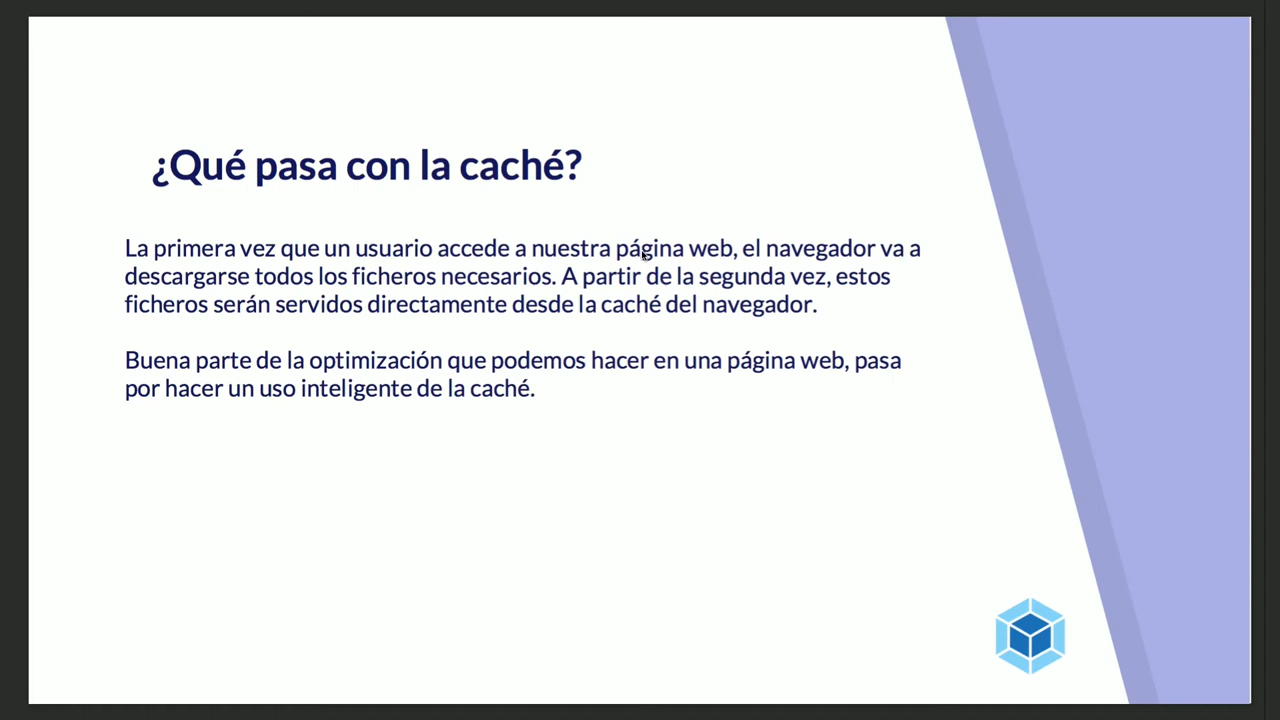 ¿Qué pasa con la caché?
La primera vez que un usuario accede a nuestra página web, el navegador va a
descargarse todos los ficheros necesarios. A partir de la segunda vez, estos
ficheros serán servidos directamente desde la caché del navegador.
Buena parte de la optimización que podemos hacer en una página web, pasa
por hacer un uso inteligente de la caché.